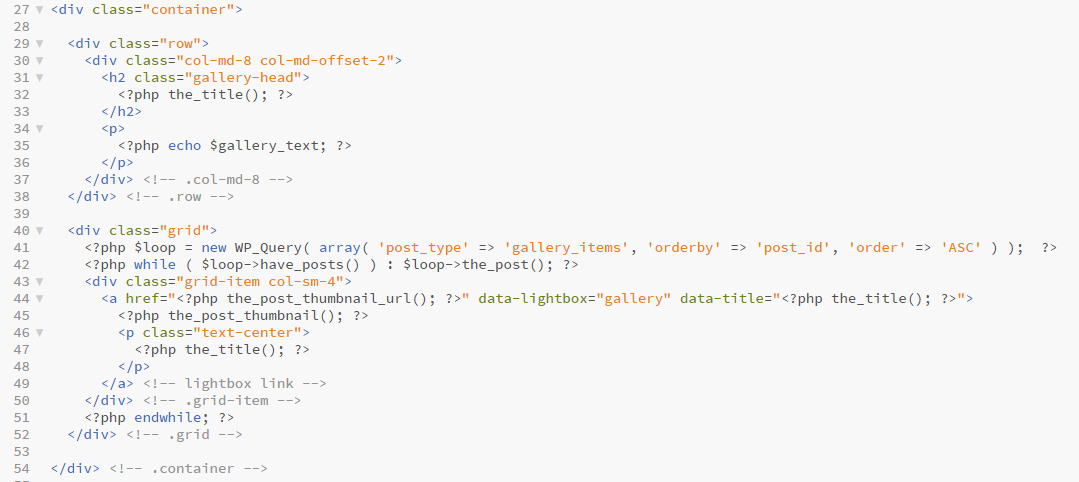 27 <div class="container">
28
29   <div class="row">
30     <div class="col-md-8 col-md-offset-2">
31       <h2 class="gallery-head">
32         <?php the_title(); ?>
33       </h2>
34       <p>
35         <?php echo $gallery_text; ?>
36       </p>
37     </div> <!-- .col-md-8 -->
38   </div> <!-- .row -->
39
40   <div class="grid">
41     <?php $loop = new WP_Query( array( 'post_type' => 'gallery_items', 'orderby' => 'post_id', 'order' => 'ASC' ) );  ?>
42     <?php while ( $loop->have_posts() ) : $loop->the_post(); ?>
43     <div class="grid-item col-sm-4">
44       <a href="<?php the_post_thumbnail_url(); ?>" data-lightbox="gallery" data-title="<?php the_title(); ?>">
45         <?php the_post_thumbnail(); ?>
46         <p class="text-center">
47           <?php the_title(); ?>
48         </p>
49       </a> <!-- lightbox link -->
50     </div> <!-- .grid-item -->
51     <?php endwhile; ?>
52   </div> <!-- .grid -->
53
54 </div> <!-- .container -->